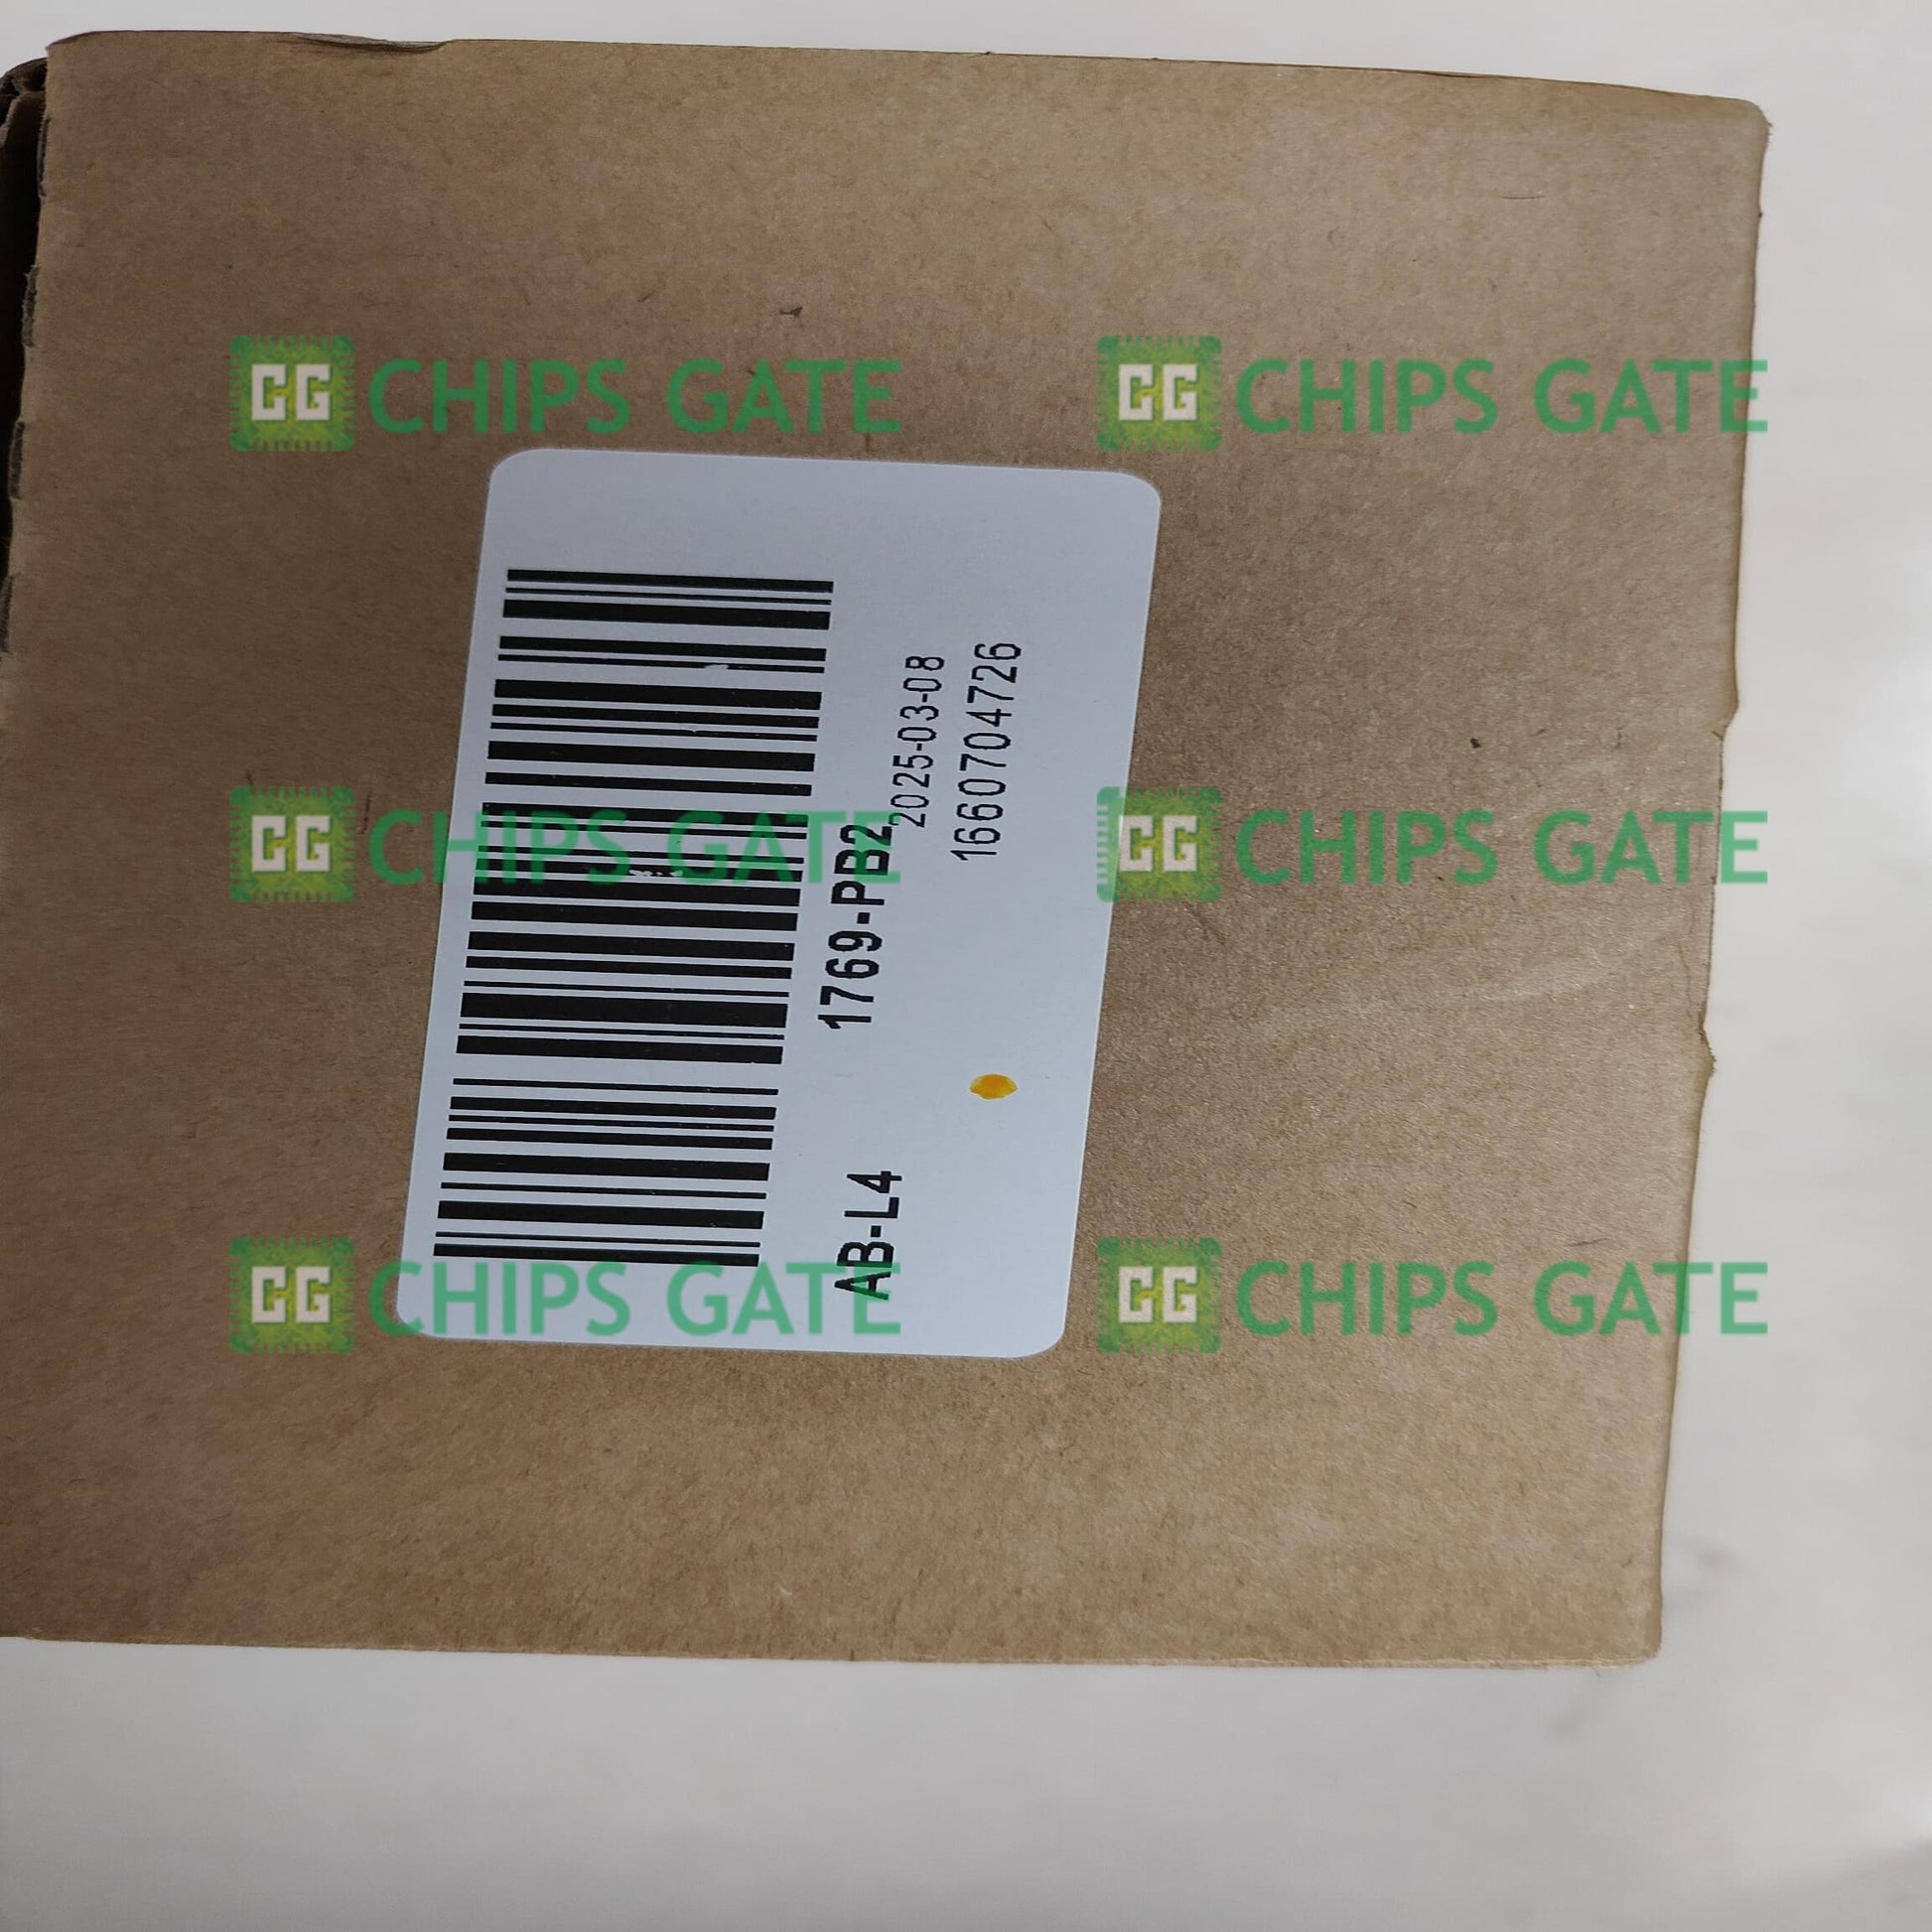 CG CHIPS GATE
CG CHIPS GATE
CG CHIPS GATE
CG CHIPS GATE
CG CHIPS GATE
CG CHIPS GATE
AB-L4 1769-PB2
2025-03-08
16607704726